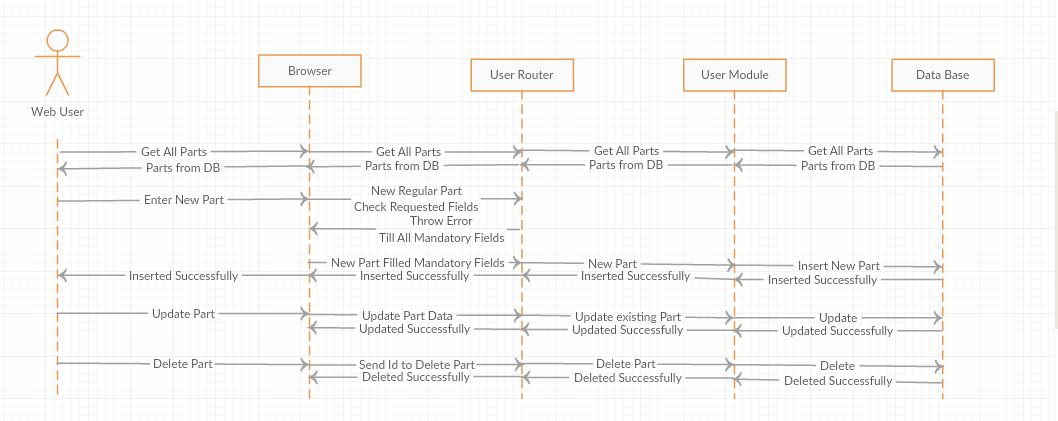 Browser
User Router
User Module
Data Base
Web User
Get All Parts
Get All Parts
Get All Parts
Get All Parts
Parts from DB
Parts from DB
Parts from DB
Parts from DB
Enter New Part
New Regular Part
Check Requested Fields
Throw Error
Till All Mandatory Fields
New Part Filled Mandatory Fields
New Part
Insert New Part
Inserted Successfully
Inserted Successfully
Inserted Successfully
Inserted Successfully
Update Part
Update Part Data
Update existing Part
Update
Updated Successfully
Updated Successfully
Updated Successfully
Delete Part
Send Id to Delete Part
Delete Part
Delete
Deleted Successfully
Deleted Successfully
Deleted Successfully